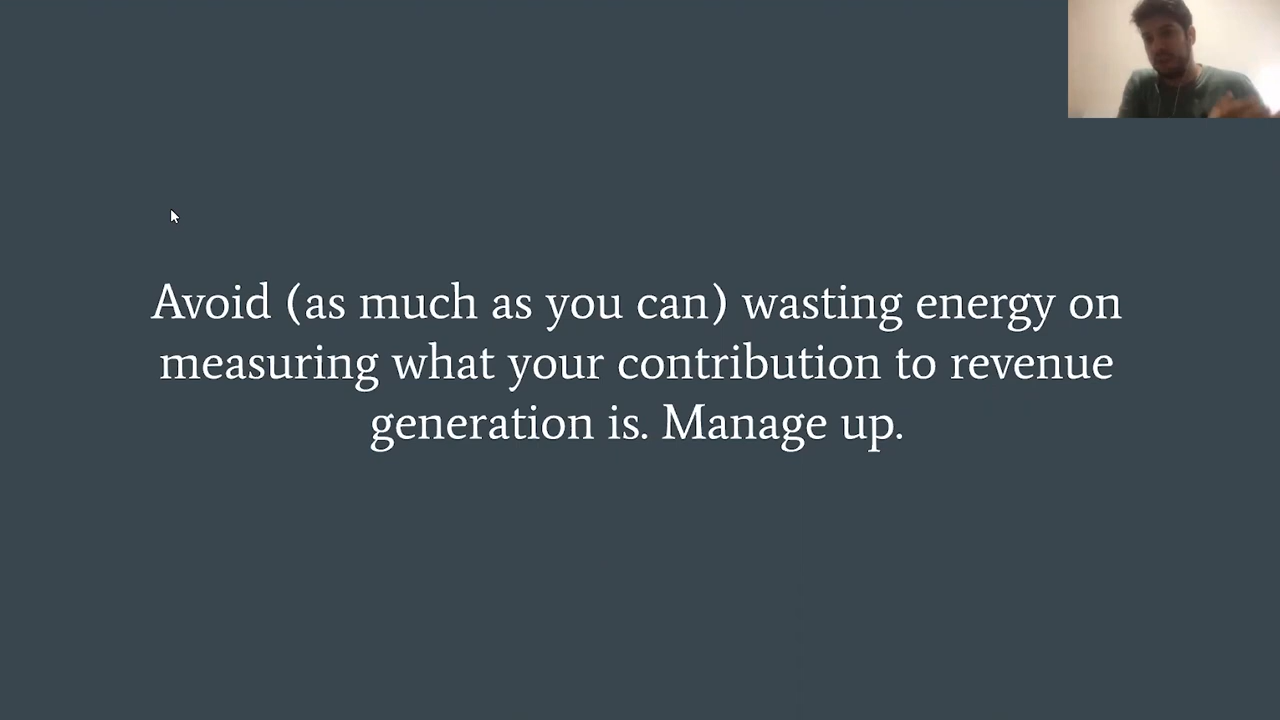 Avoid (as much as you can) wasting energy on
measuring what your contribution to revenue
generation is. Manage up.